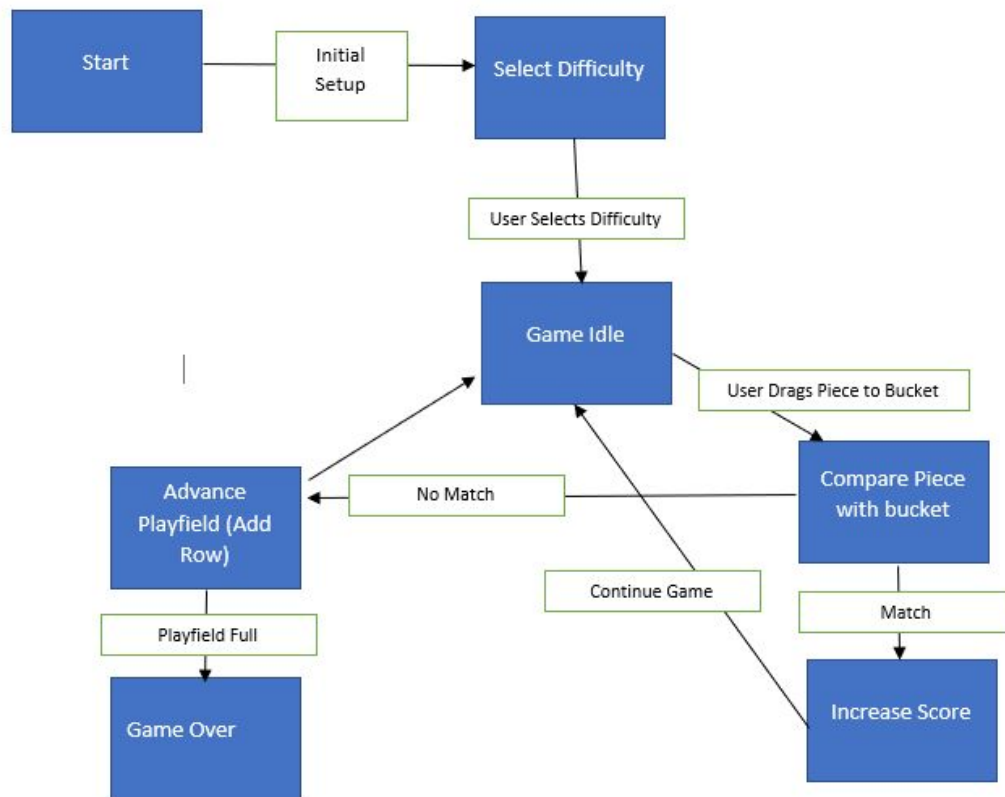 Start
Initial
Setup
Select Difficulty
User Selects Difficulty
Game Idle
User Drags Piece to Bucket
Advance
Playfield (Add
Row)
No Match
Compare Piece
with bucket
Continue Game
Match
Playfield Full
Game Over
Increase Score